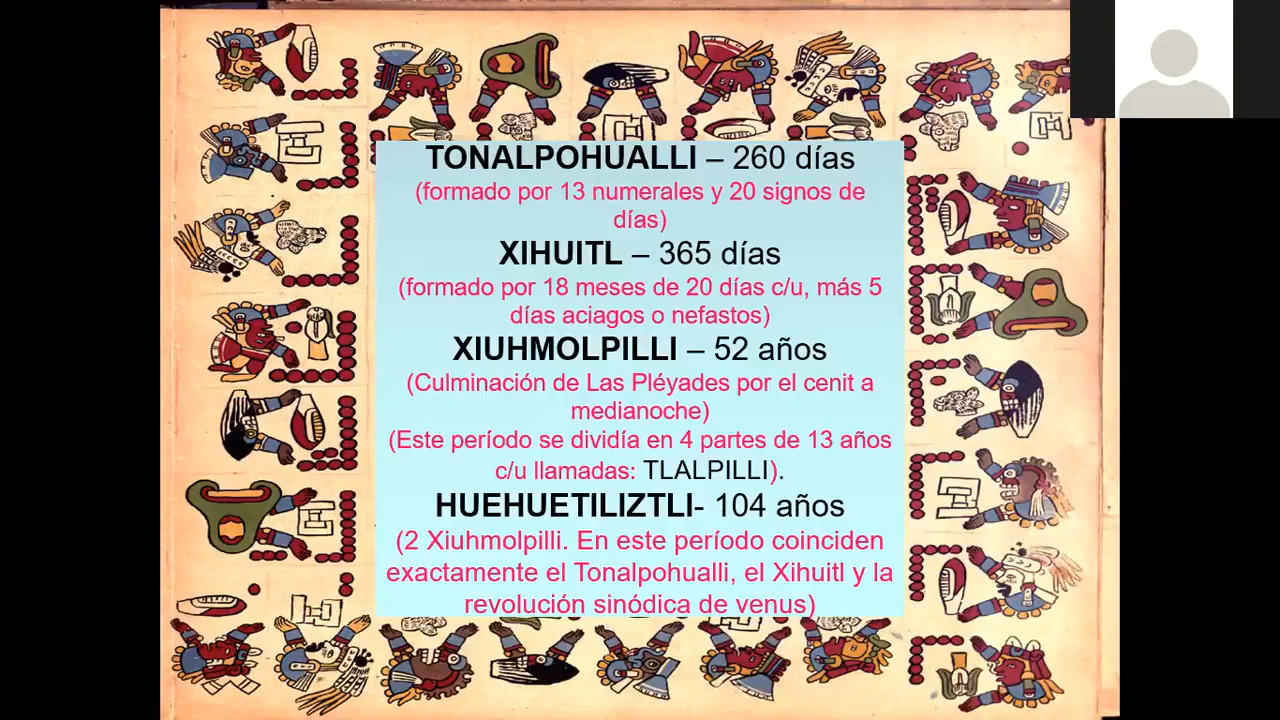 TONALPOHUALLI – 260 días
(formado por 13 numerales y 20 signos de
días)
XIHUITL – 365 días
(formado por 18 meses de 20 días c/u, más 5
días aciagos o nefastos)
XIUHMOLPILLI – 52 años
(Culminación de Las Pléyades por el cenit a
medianoche)
(Este período se dividía en 4 partes de 13 años
c/u llamadas: TLALPILLI).
HUEHUETILIZTLI- 104 años
(2 Xiuhmolpilli. En este período coinciden
exactamente el Tonalpohualli, el Xihuitl y la
revolución sinódica de venus)